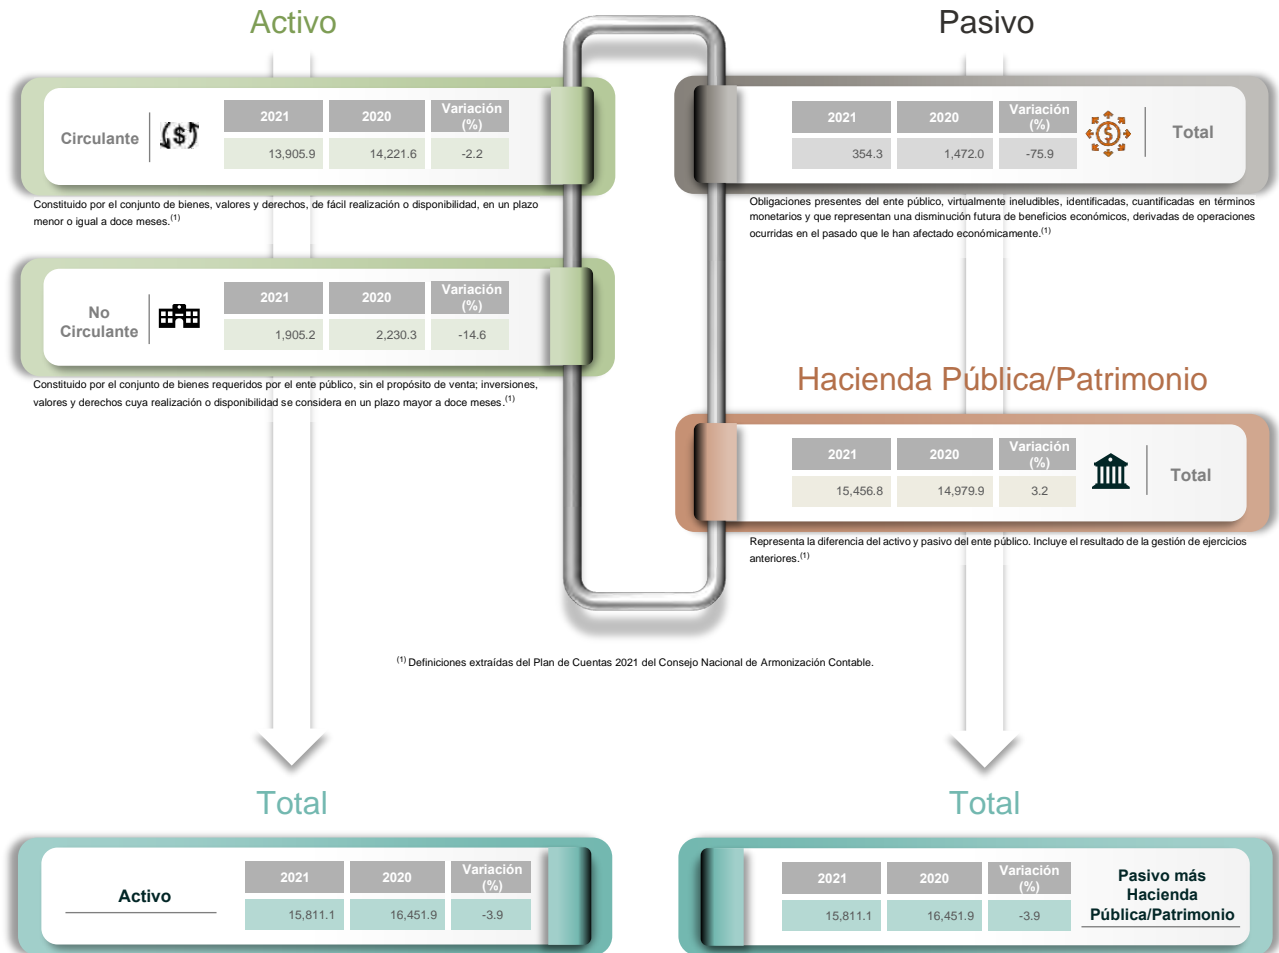 Activo
Circulante
2021 2020 Variación
(%)
13,905.9 14,221.6 -2.2
Constituido por el conjunto de bienes, valores y derechos, de fácil realización o disponibilidad, en un plazo
menor o igual a doce meses.(1)
No
Circulante
2021 2020 Variación
(%)
1,905.2 2,230.3 -14.6
Constituido por el conjunto de bienes requeridos por el ente público, sin el propósito de venta; inversiones,
valores y derechos cuya realización o disponibilidad se considera en un plazo mayor a doce meses.(1)
Pasivo
2021 2020 Variación
(%)
354.3 1,472.0 -75.9
Total
Obligaciones presentes del ente público, virtualmente ineludibles, identificadas, cuantificadas en términos
monetarios y que representan una disminución futura de beneficios económicos, derivadas de operaciones
ocurridas en el pasado que le han afectado económicamente.(1)
Hacienda Pública/Patrimonio
2021 2020 Variación
(%)
15,456.8 14,979.9 3.2
Total
Representa la diferencia del activo y pasivo del ente público. Incluye el resultado de la gestión de ejercicios
anteriores.(1)
(1) Definiciones extraídas del Plan de Cuentas 2021 del Consejo Nacional de Armonización Contable.
Total
Activo
2021 2020 Variación
(%)
15,811.1 16,451.9 -3.9
Total
2021 2020 Variación
(%)
15,811.1 16,451.9 -3.9
Pasivo más
Hacienda
Pública/Patrimonio